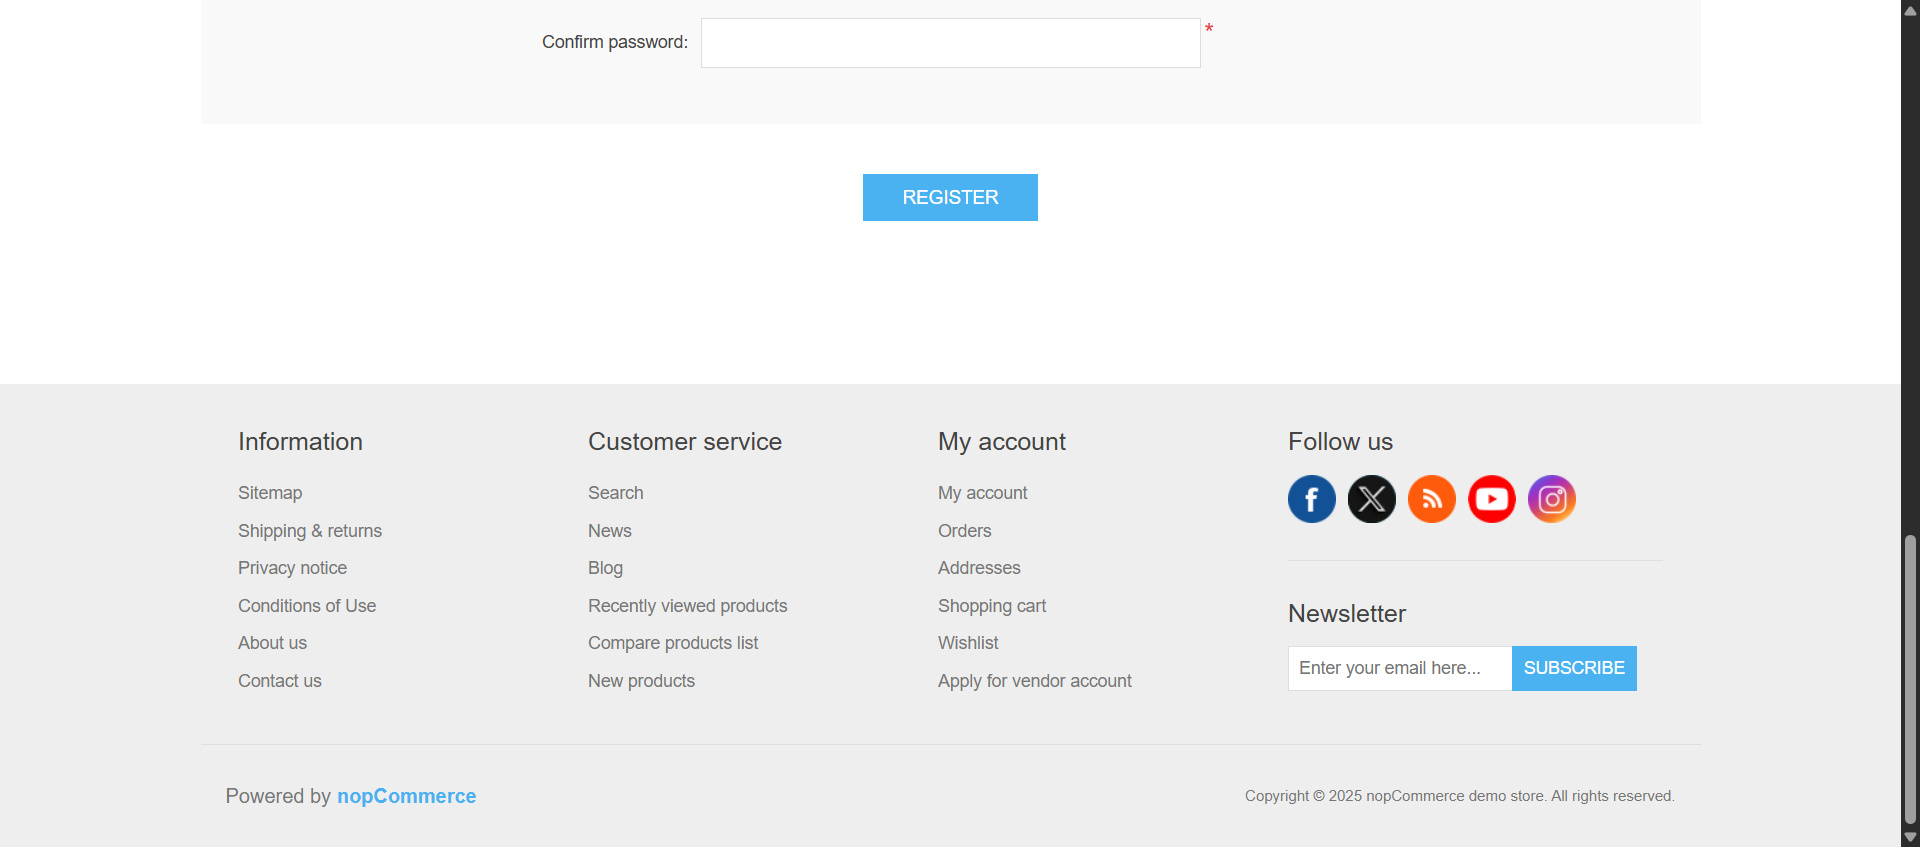 Confirm password: *
REGISTER
Information
Sitemap
Shipping & returns
Privacy notice
Conditions of Use
About us
Contact us
Customer service
Search
News
Blog
Recently viewed products
Compare products list
New products
My account
My account
Orders
Addresses
Shopping cart
Wishlist
Apply for vendor account
Follow us
Newsletter
Enter your email here... SUBSCRIBE
Powered by nopCommerce
Copyright © 2025 nopCommerce demo store. All rights reserved.